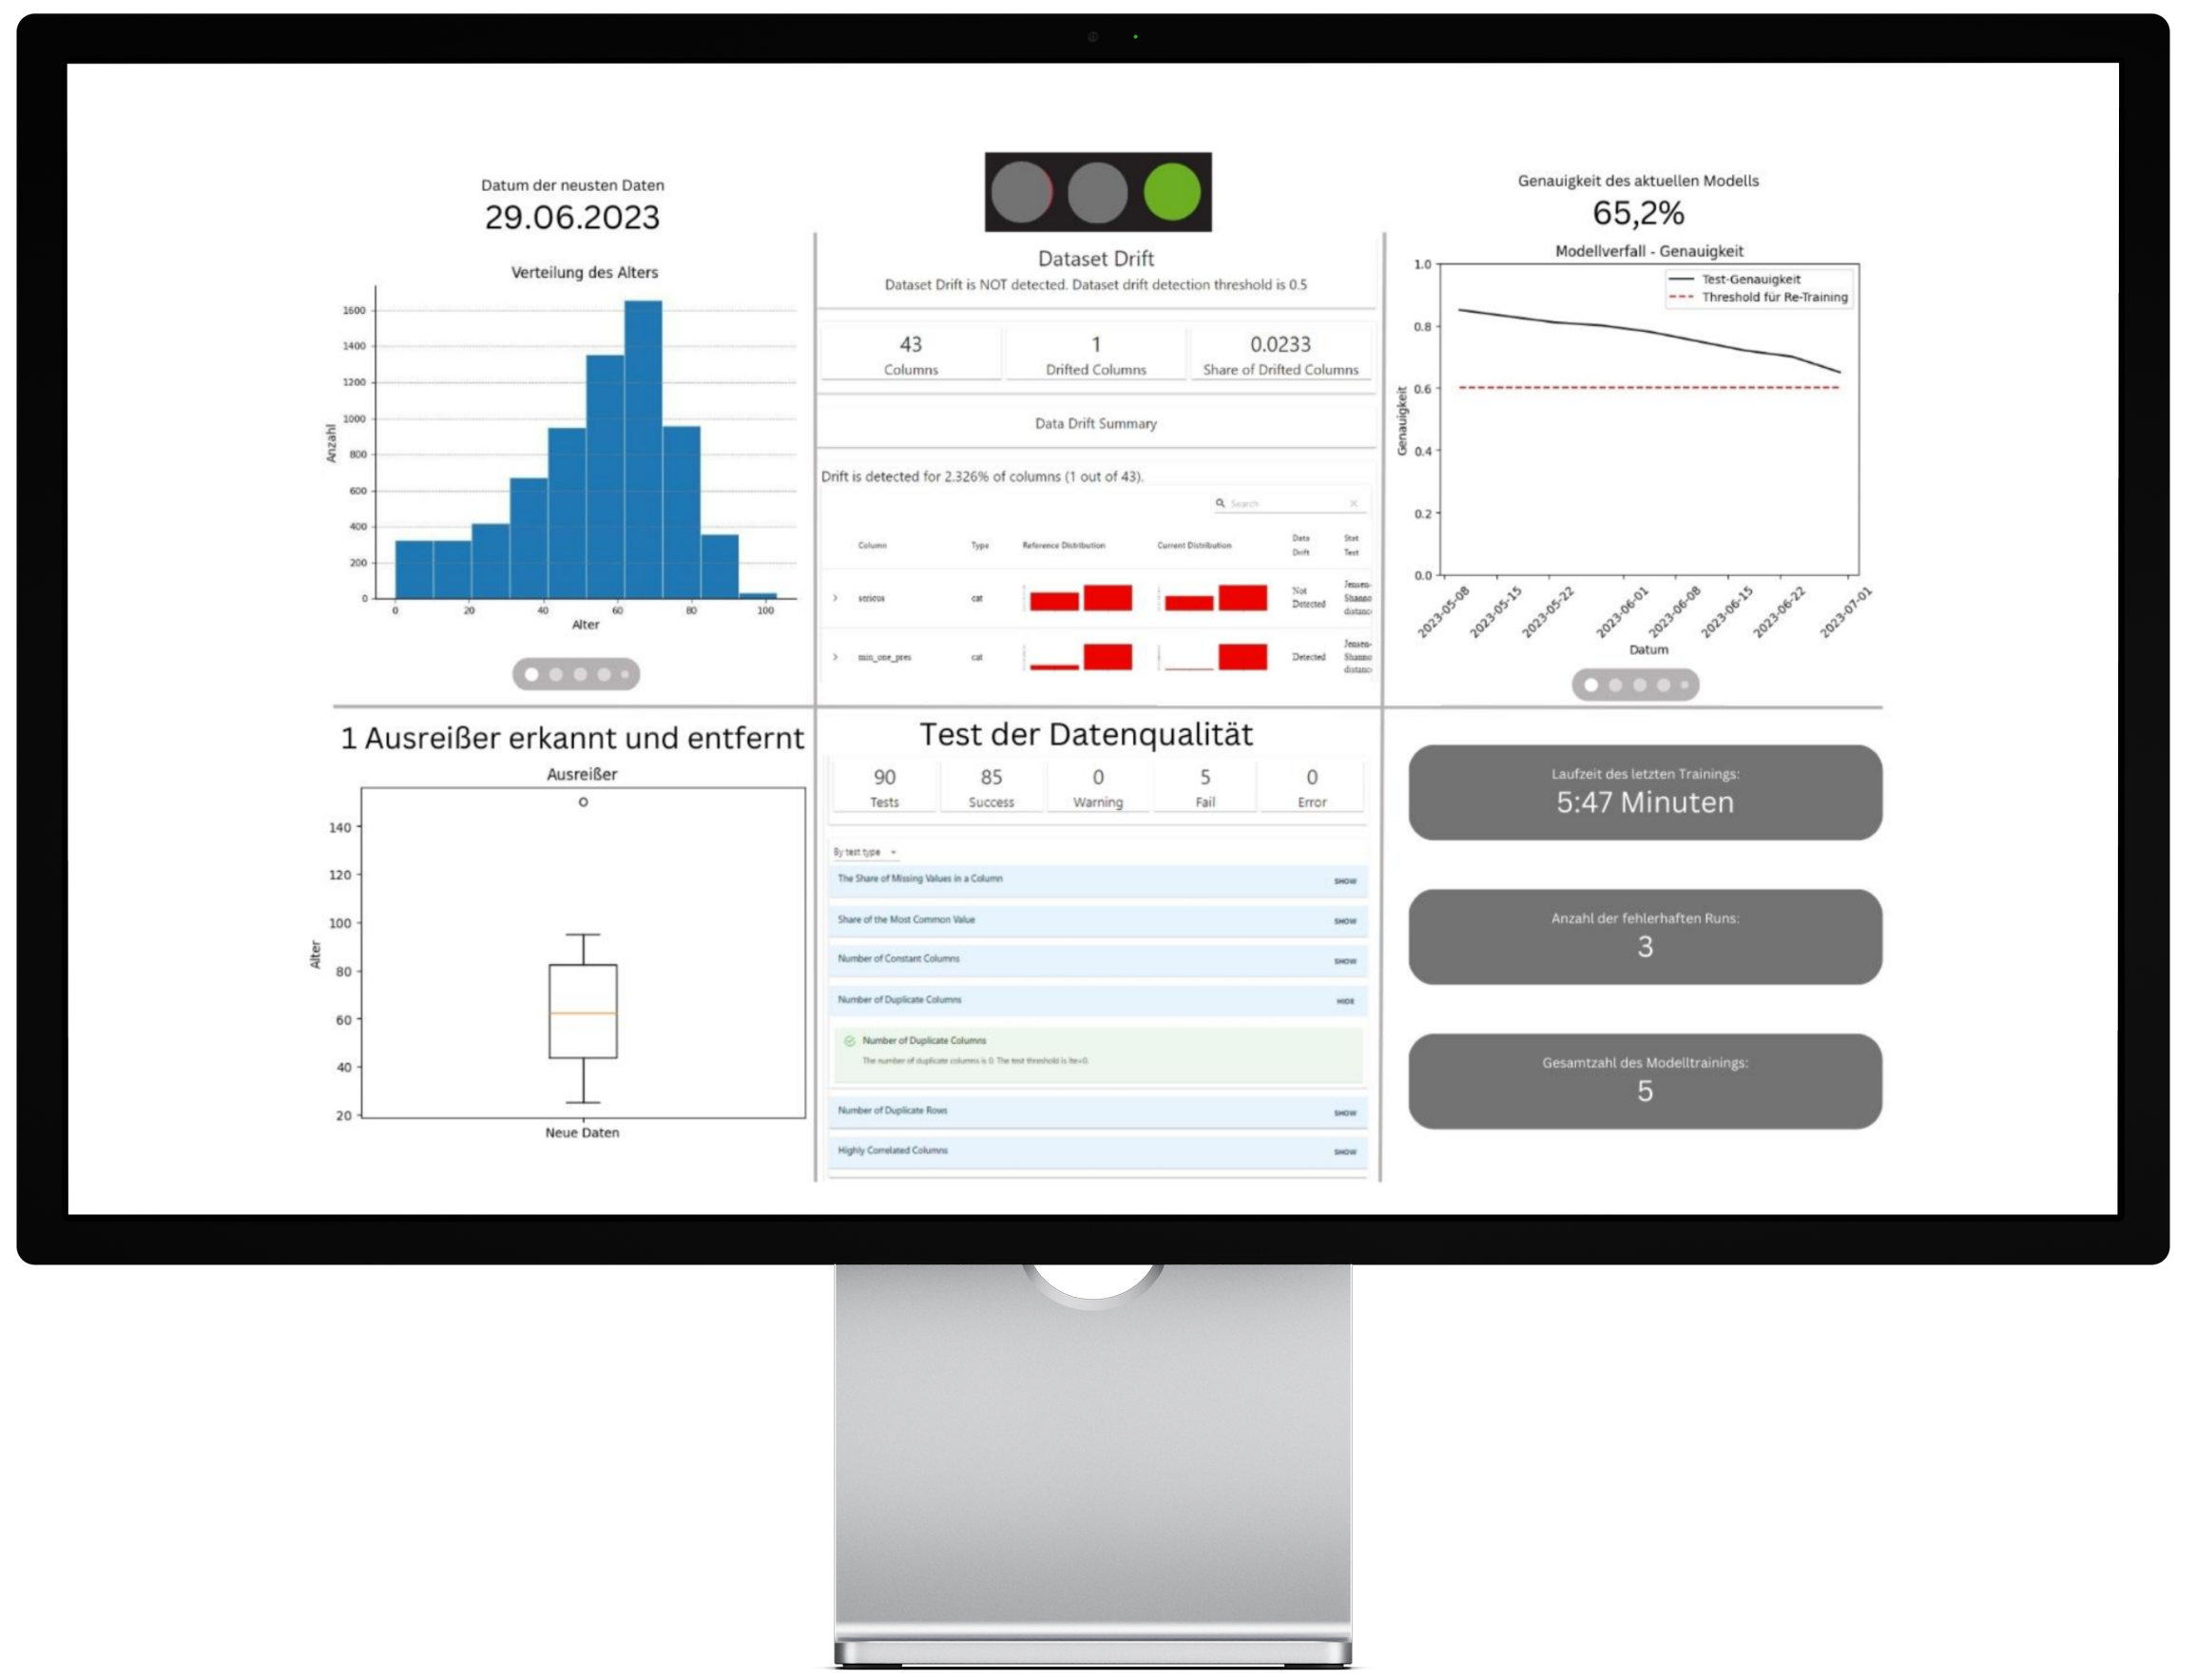 Datum der neusten Daten
29.06.2023
Verteilung des Alters
1600
1400
1200
1000
800
600
400
200
0
Anzahl
0 20 40 60 80 100
Alter
Dataset Drift
Dataset Drift is NOT detected. Dataset drift detection threshold is 0.5
43 1 0.0233
Columns Drifted Columns Share of Drifted Columns
Data Drift Summary
Drift is detected for 2.326% of columns (1 out of 43).
Search
Column Type Reference Distribution Current Distribution Data Drift Stat Test
cat Not Detected Jensen-
Shanno
distanc
min_one_pres cat Detected Jensen-
Shanno
distanc
Genauigkeit des aktuellen Modells
65,2%
Modellverfall - Genauigkeit
Test-Genauigkeit
Threshold für Re-Training
1.0
0.8
0.6
0.4
0.2
0.0
Genauigkeit
2023-05-08 2023-05-15 2023-05-22 2023-06-01 2023-06-08 2023-06-15 2023-06-22 2023-07-01
Datum
1 Ausreißer erkannt und entfernt
Ausreißer
140
120
100
80
60
40
20
Alter
Neue Daten
Test der Datenqualität
90 85 0 5 0
Tests Success Warning Fail Error
By test type
The Share of Missing Values in a Column SHOW
Share of the Most Common Value SHOW
Number of Constant Columns SHOW
Number of Duplicate Columns HIDE
Number of Duplicate Columns
The number of duplicate columns is 0. The test threshold is lte=0.
Number of Duplicate Rows SHOW
Highly Correlated Columns SHOW
Laufzeit des letzten Trainings:
5:47 Minuten
Anzahl der fehlerhaften Runs:
3
Gesamtzahl des Modelltrainings:
5